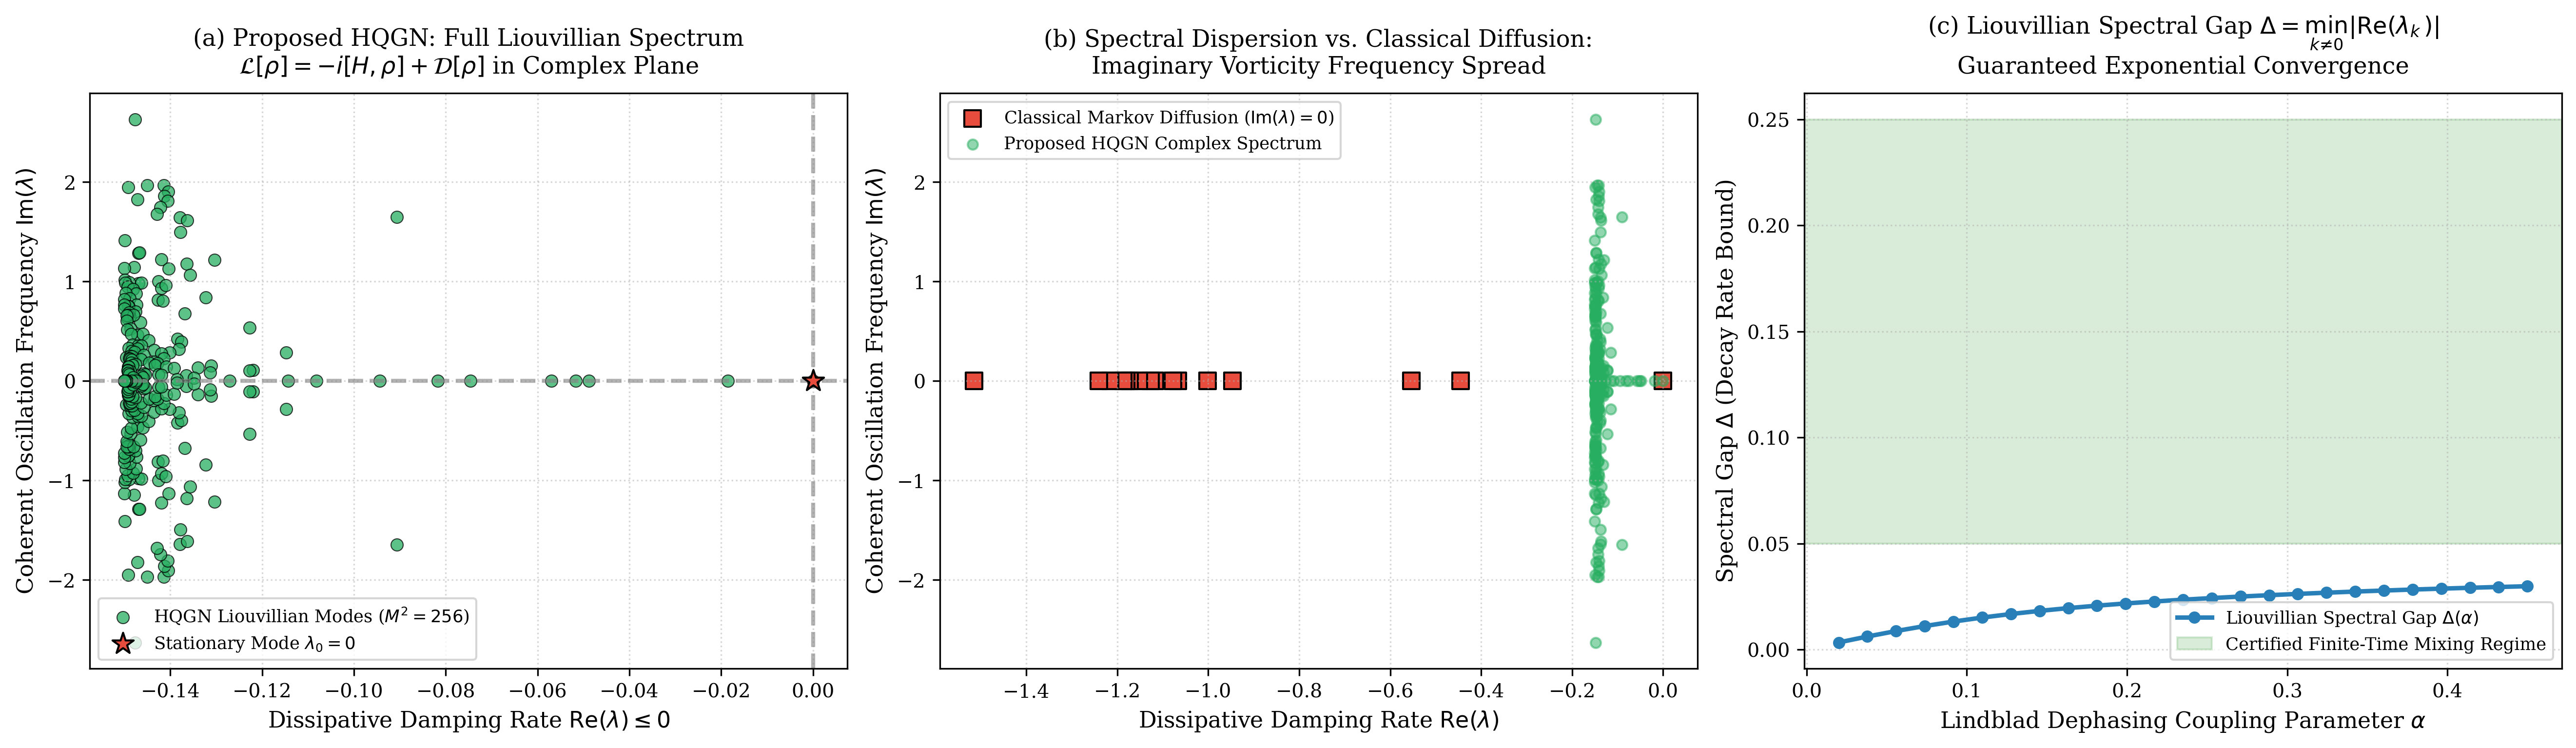 (a) Proposed HQGN: Full Liouvillian Spectrum
ℒ[ρ] = −i[H, ρ] + 𝒟[ρ] in Complex Plane
Coherent Oscillation Frequency Im(λ)
2
1
0
−1
−2
HQGN Liouvillian Modes (M² = 256)
Stationary Mode λ₀ = 0
−0.14
−0.12
−0.10
−0.08
−0.06
−0.04
−0.02
0.00
Dissipative Damping Rate Re(λ) ≤ 0
(b) Spectral Dispersion vs. Classical Diffusion:
Imaginary Vorticity Frequency Spread
Coherent Oscillation Frequency Im(λ)
2
1
0
−1
−2
Classical Markov Diffusion (Im(λ) = 0)
Proposed HQGN Complex Spectrum
−1.4
−1.2
−1.0
−0.8
−0.6
−0.4
−0.2
0.0
Dissipative Damping Rate Re(λ)
(c) Liouvillian Spectral Gap Δ = min|Re(λₖ)|
k≠0
Guaranteed Exponential Convergence
Spectral Gap Δ (Decay Rate Bound)
0.25
0.20
0.15
0.10
0.05
0.00
Liouvillian Spectral Gap Δ(α)
Certified Finite-Time Mixing Regime
0.0
0.1
0.2
0.3
0.4
Lindblad Dephasing Coupling Parameter α